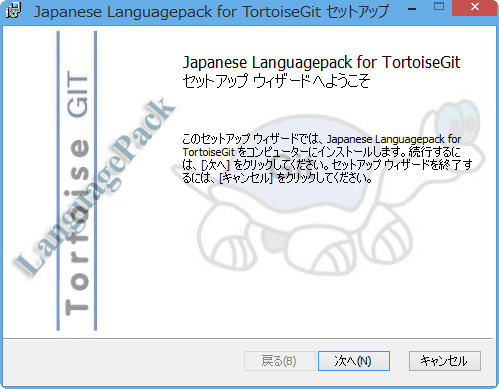 Japanese Languagepack for TortoiseGit セットアップ
Japanese Languagepack for TortoiseGit
セットアップ ウィザードへようこそ
このセットアップ ウィザードでは、Japanese Languagepack for
TortoiseGit をコンピューターにインストールします。続行するに
は、[次へ] をクリックしてください。セットアップ ウィザードを終了す
るには、[キャンセル] をクリックしてください。
Tortoise GIT
LanguagePack
戻る(B)
次へ(N)
キャンセル